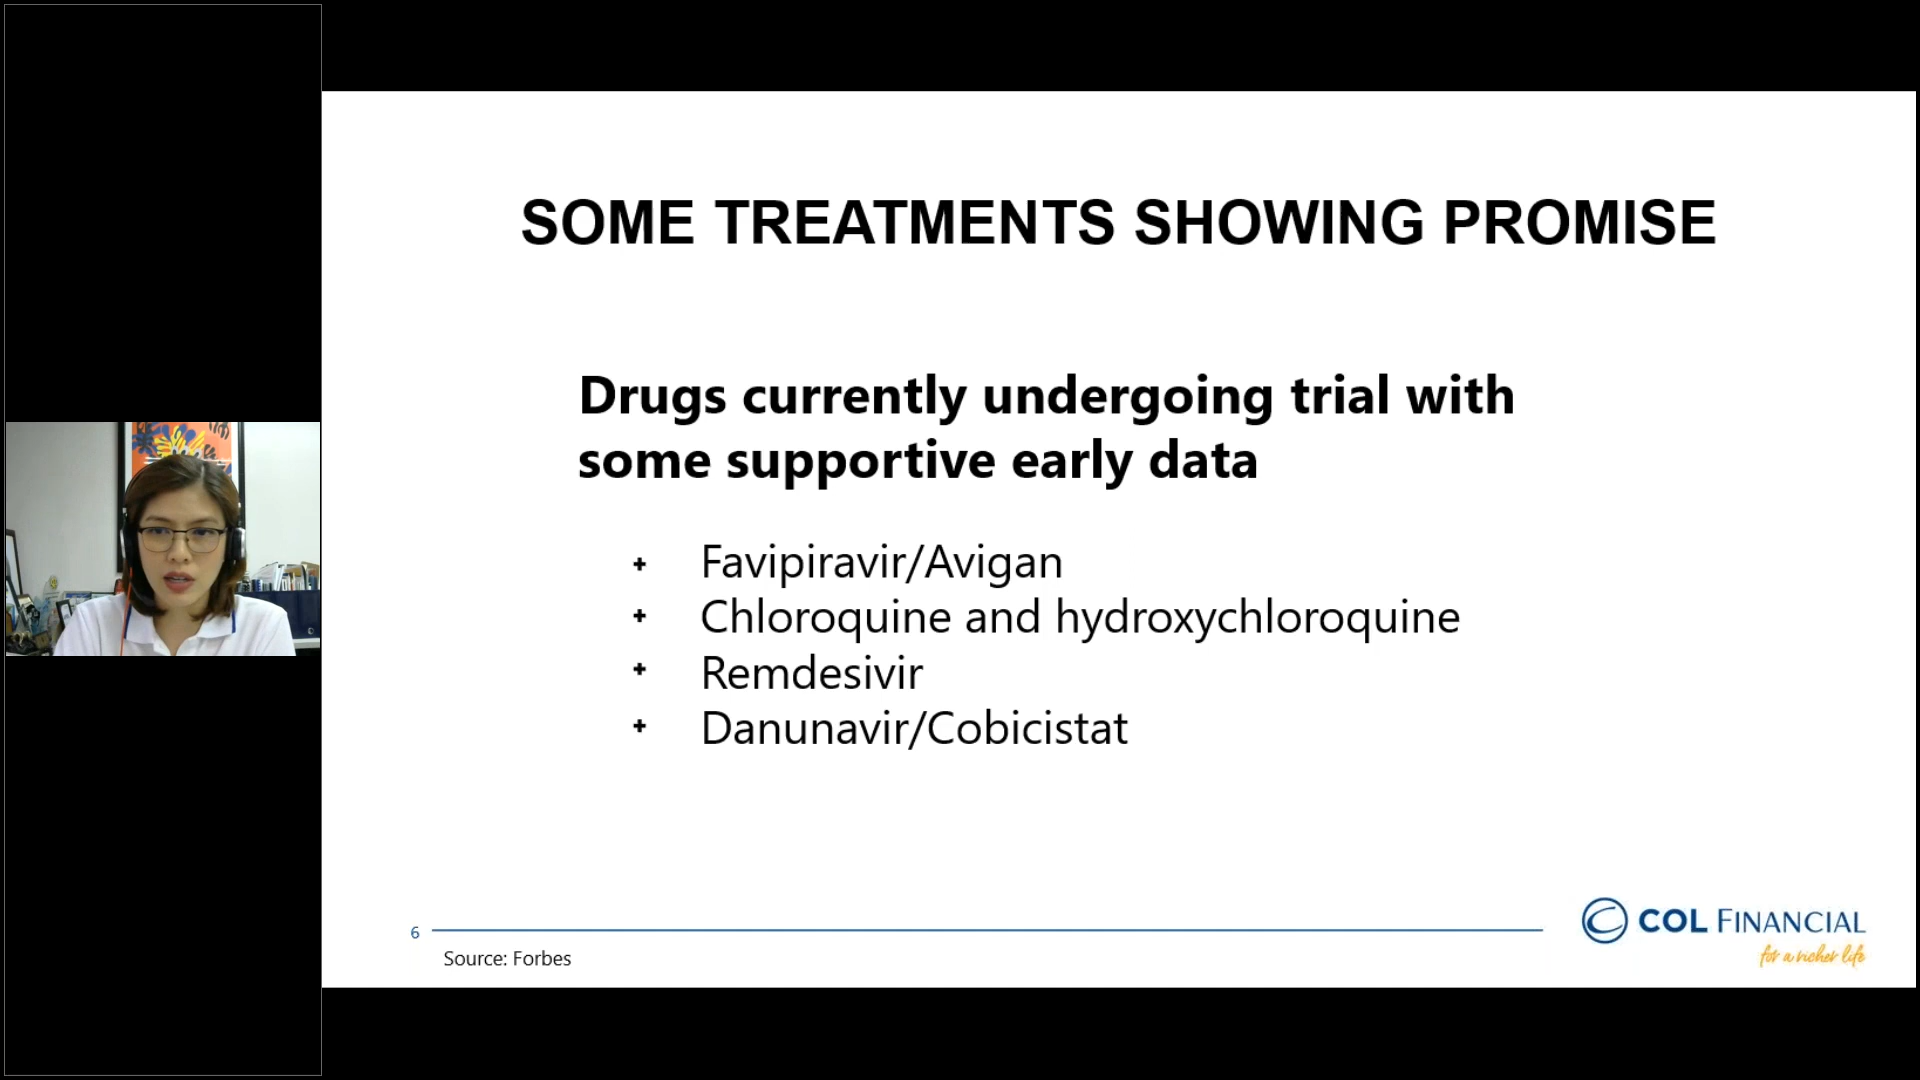 SOME TREATMENTS SHOWING PROMISE
Drugs currently undergoing trial with
some supportive early data
Favipiravir/Avigan
Chloroquine and hydroxychloroquine
Remdesivir
Danunavir/Cobicistat
6
Source: Forbes
COL FINANCIAL
for a richer life